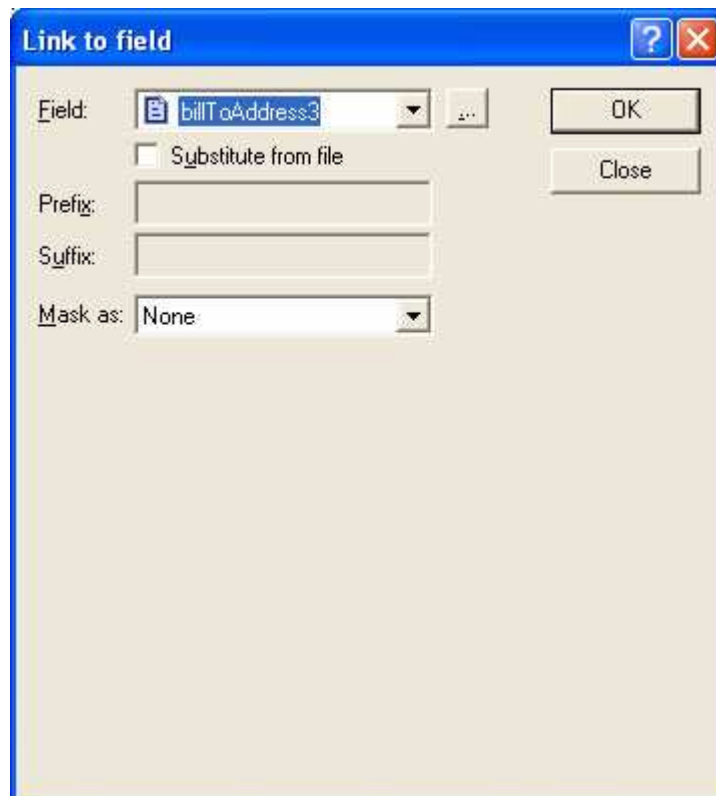 Link to field
Field: billToAddress3 ... OK
Substitute from file
Close
Prefix:
Suffix:
Mask as: None